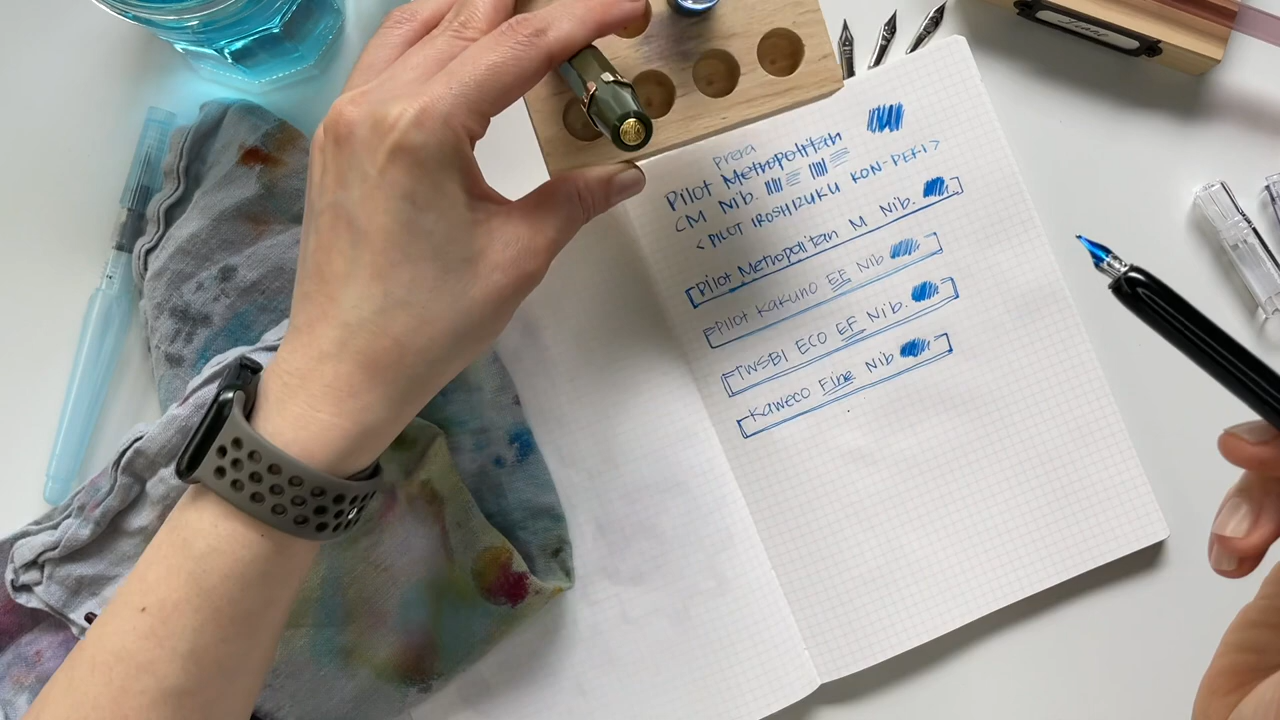 Prera
Pilot Metropolitan
CM Nib.
< PILOT IROSHIZUKU KON-PEKI >
Pilot Metropolitan M Nib.
Pilot Kakuno EF Nib
TWSBI ECO EF Nib.
Kaweco Fine Nib